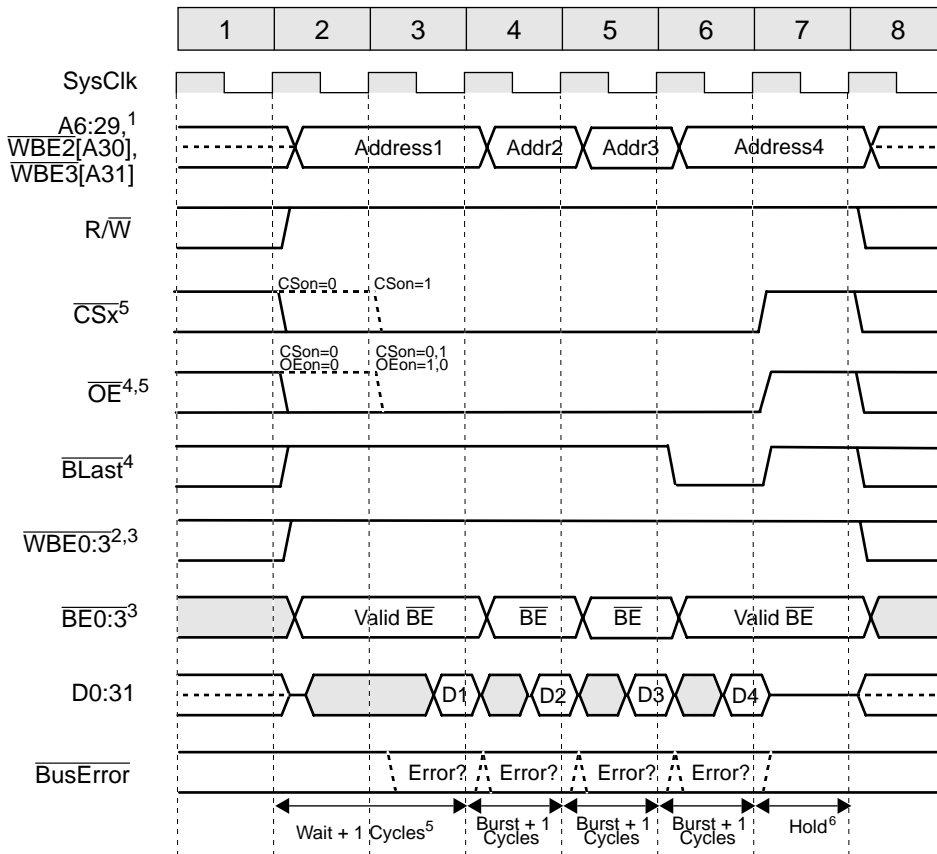 1 2 3 4 5 6 7 8
SysClk
A6:29,1
WBE2[A30],
WBE3[A31]
Address1 Addr2 Addr3 Address4
R/W
CSx5
CSon=0 CSon=1
CSon=0 CSon=0,1
OEon=0 OEon=1,0
OE4,5
BLast4
WBE0:32,3
BE0:33
Valid BE BE BE Valid BE
D0:31
D1 D2 D3 D4
BusError
Error? Error? Error? Error?
Wait + 1 Cycles5
Burst + 1
Cycles
Burst + 1
Cycles
Burst + 1
Cycles
Hold6